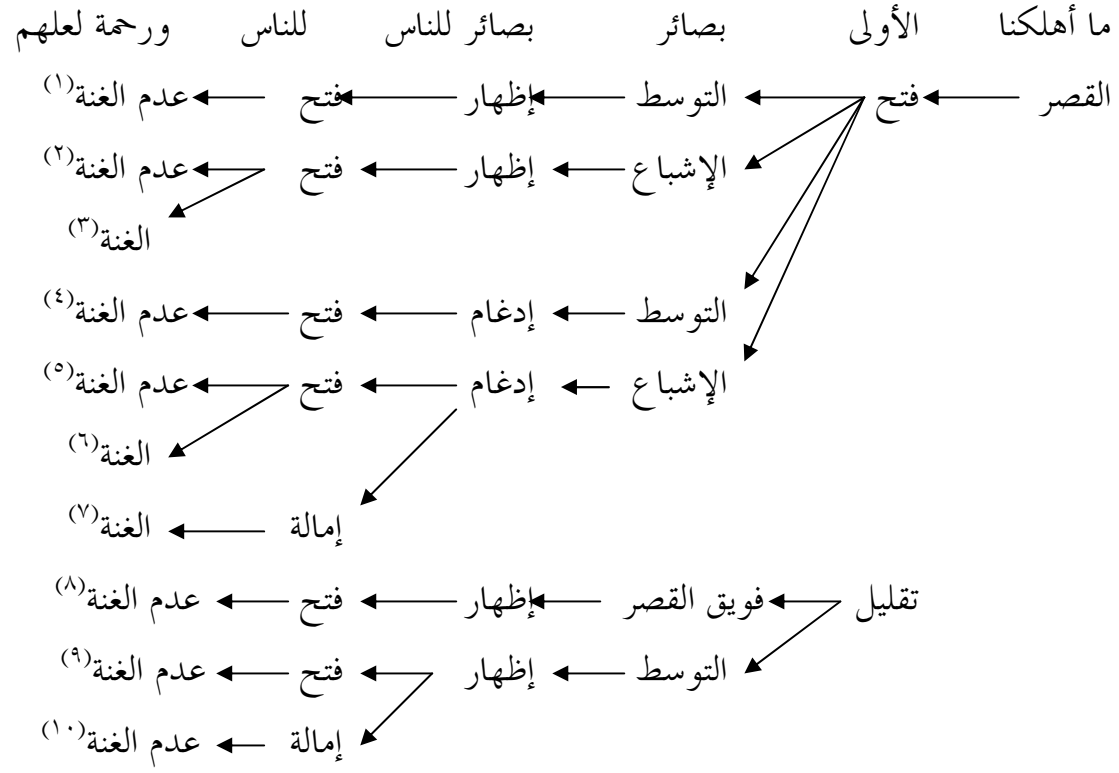 ما أهلكنا الأولى بصائر بصائر للناس للناس ورحمة لعلهم
القصر فتح التوسط إظهار فتح عدم الغنة(١)
الإشباع إظهار فتح عدم الغنة(٢)
الغنة(٣)
التوسط إدغام فتح عدم الغنة(٤)
الإشباع إدغام فتح عدم الغنة(٥)
الغنة(٦)
إمالة الغنة(٧)
تقليل فويق القصر إظهار فتح عدم الغنة(٨)
التوسط إظهار فتح عدم الغنة(٩)
إمالة عدم الغنة(١٠)